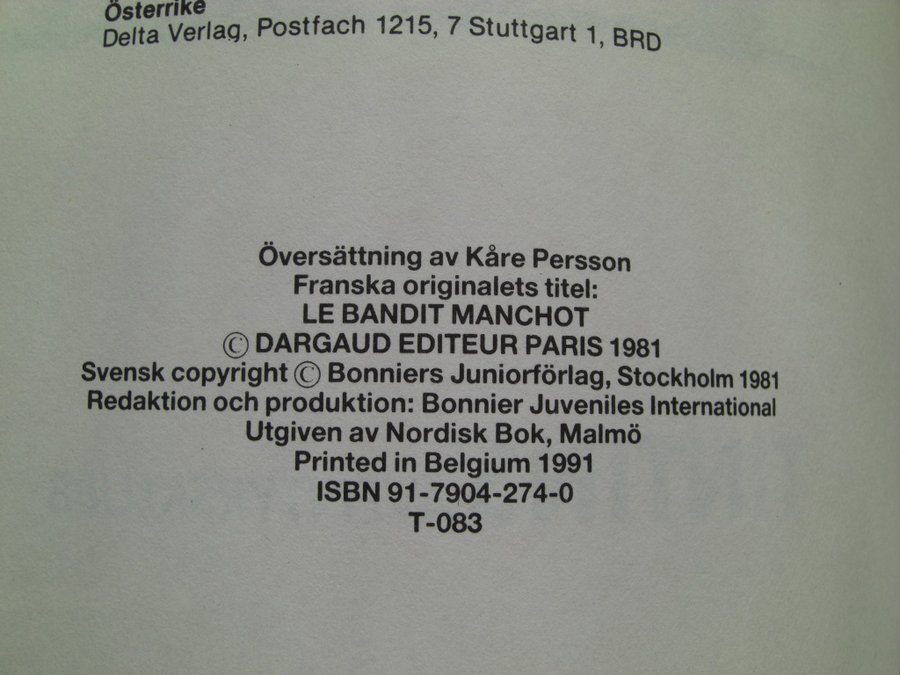 Österrike
Delta Verlag, Postfach 1215, 7 Stuttgart 1, BRD
Översättning av Kåre Persson
Franska originalets titel:
LE BANDIT MANCHOT
© DARGAUD EDITEUR PARIS 1981
Svensk copyright © Bonniers Juniorförlag, Stockholm 1981
Redaktion och produktion: Bonnier Juveniles International
Utgiven av Nordisk Bok, Malmö
Printed in Belgium 1991
ISBN 91-7904-274-0
T-083